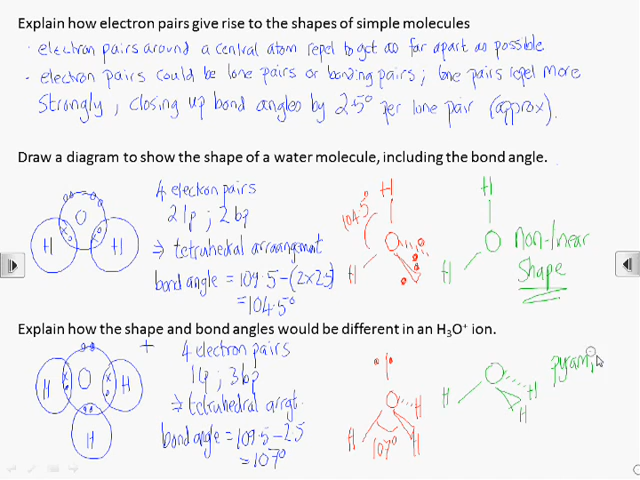 Explain how electron pairs give rise to the shapes of simple molecules
· electron pairs around a central atom repel to get as far apart as possible
· electron pairs could be lone pairs or bonding pairs; lone pairs repel more
strongly, closing up bond angles by 2.5° per lone pair (approx).
Draw a diagram to show the shape of a water molecule, including the bond angle.
O
H H
4 electron pairs
2 lp ; 2 bp
⇒ tetrahedral arrangement
bond angle = 109.5 - (2x2.5)
= 104.5°
H
104.5°
O
H
H
O
H
non-linear
shape
Explain how the shape and bond angles would be different in an H₃O⁺ ion.
+
H O H
H
4 electron pairs
1 lp ; 3 bp
⇒ tetrahedral arrgt.
bond angle = 109.5 - 2.5
= 107°
O
H
H H
107°
O
H
H
H
pyrami